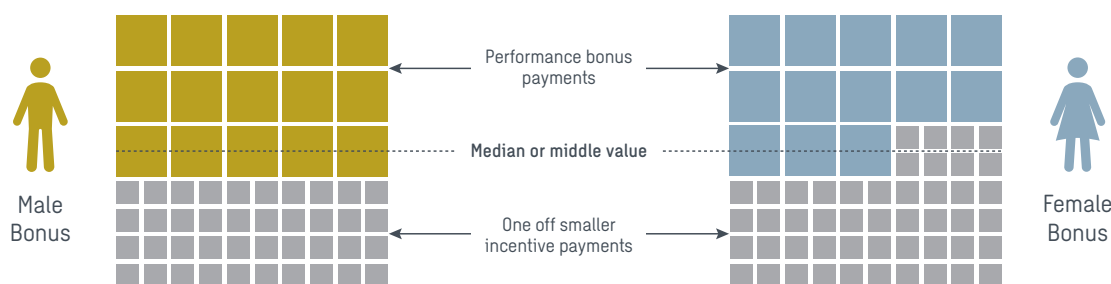 Performance bonus
payments
Median or middle value
Male
Bonus
One off smaller
incentive payments
Female
Bonus